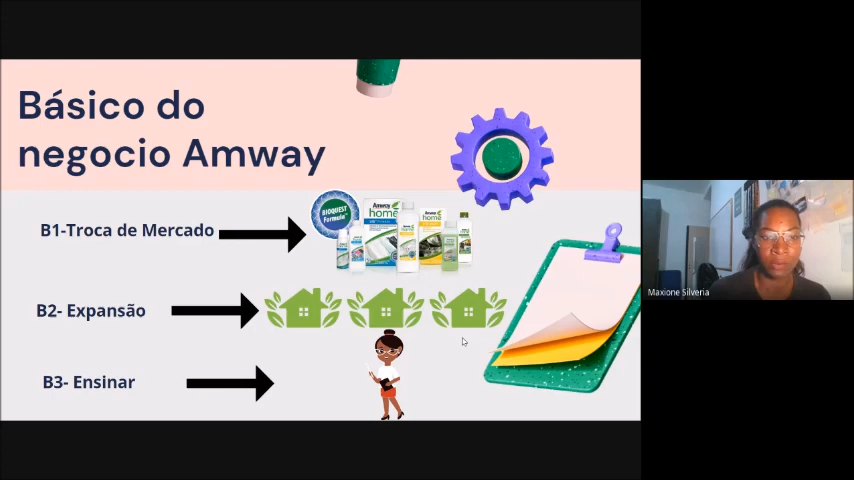 Básico do
negocio Amway
B1-Troca de Mercado
BIOQUEST
Formula
Amway
home
Amway
home
B2- Expansão
B3- Ensinar
Maxione Silveria